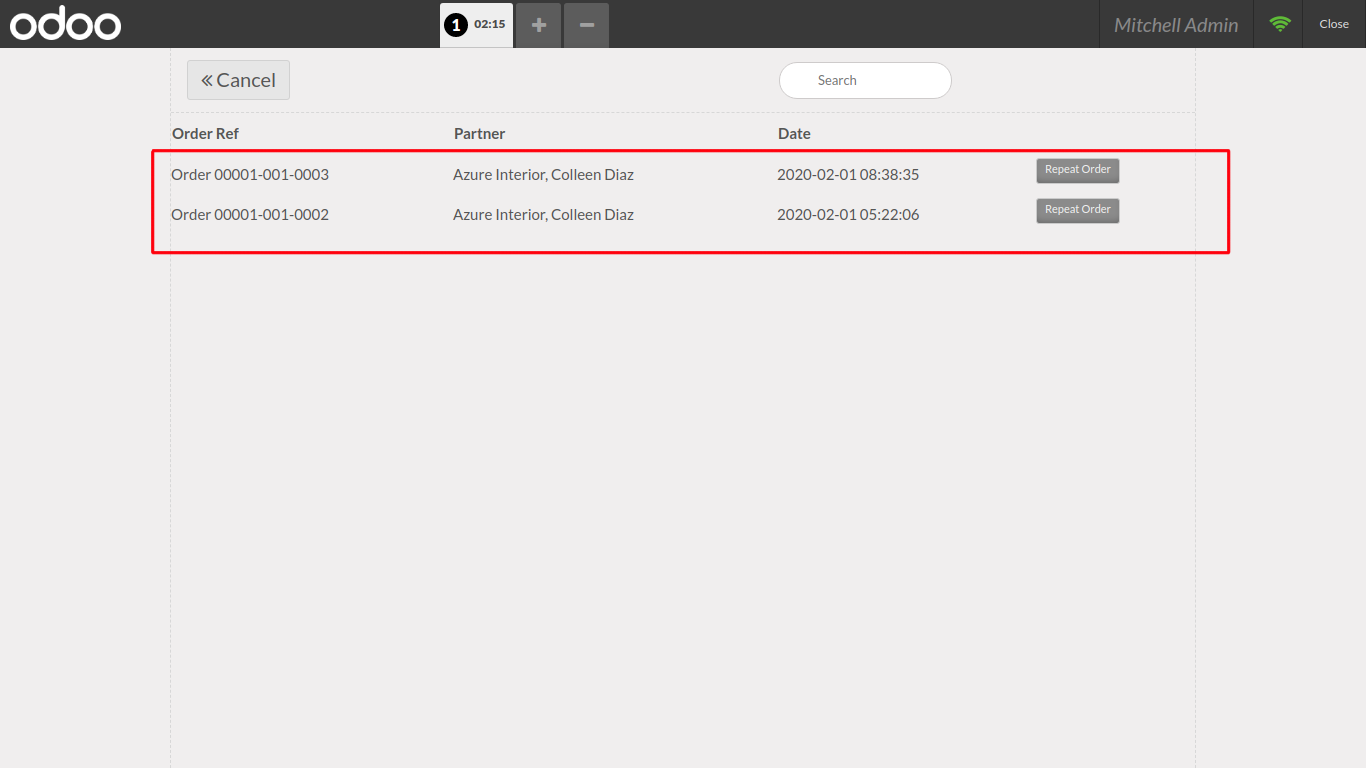 odoo 1 02:15 Mitchell Admin Close
Cancel Search
Order Ref Partner Date
Order 00001-001-0003 Azure Interior, Colleen Diaz 2020-02-01 08:38:35 Repeat Order
Order 00001-001-0002 Azure Interior, Colleen Diaz 2020-02-01 05:22:06 Repeat Order